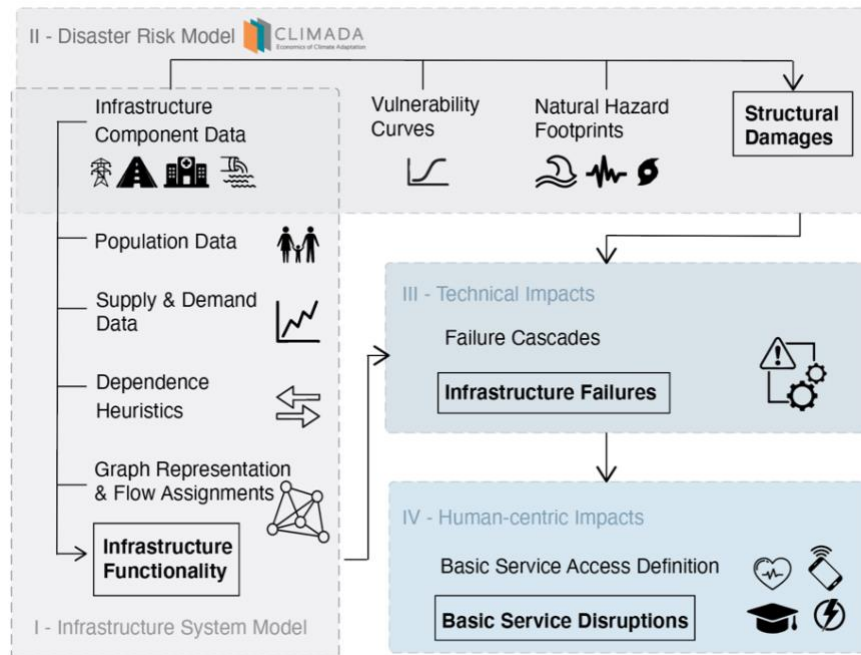 II - Disaster Risk Model
CLIMADA
Economics of Climate Adaptation
Infrastructure
Component Data
Vulnerability
Curves
Natural Hazard
Footprints
Structural
Damages
Population Data
Supply & Demand
Data
Dependence
Heuristics
Graph Representation
& Flow Assignments
Infrastructure
Functionality
I - Infrastructure System Model
III - Technical Impacts
Failure Cascades
Infrastructure Failures
IV - Human-centric Impacts
Basic Service Access Definition
Basic Service Disruptions